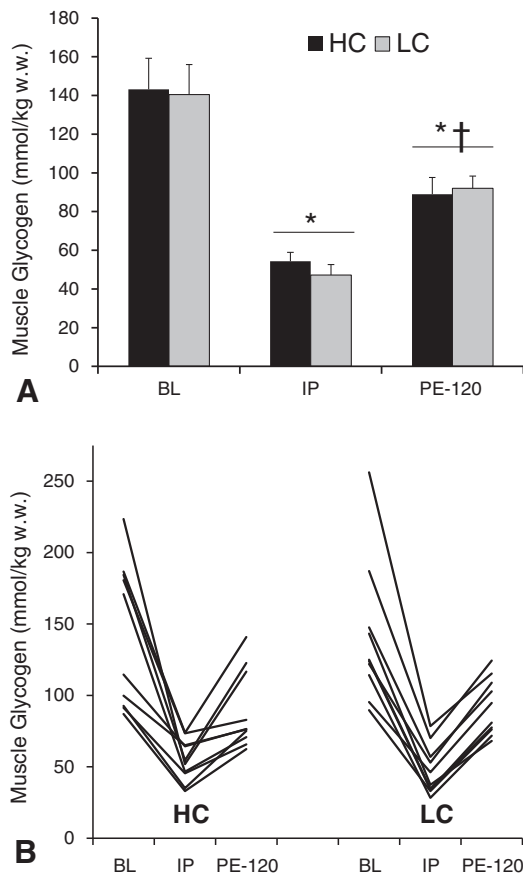 180
160
140
120
100
80
60
40
20
0
Muscle Glycogen (mmol/kg w.w.)
HC LC
*
* †
BL IP PE-120
A
250
200
150
100
50
0
Muscle Glycogen (mmol/kg w.w.)
HC LC
BL IP PE-120 BL IP PE-120
B